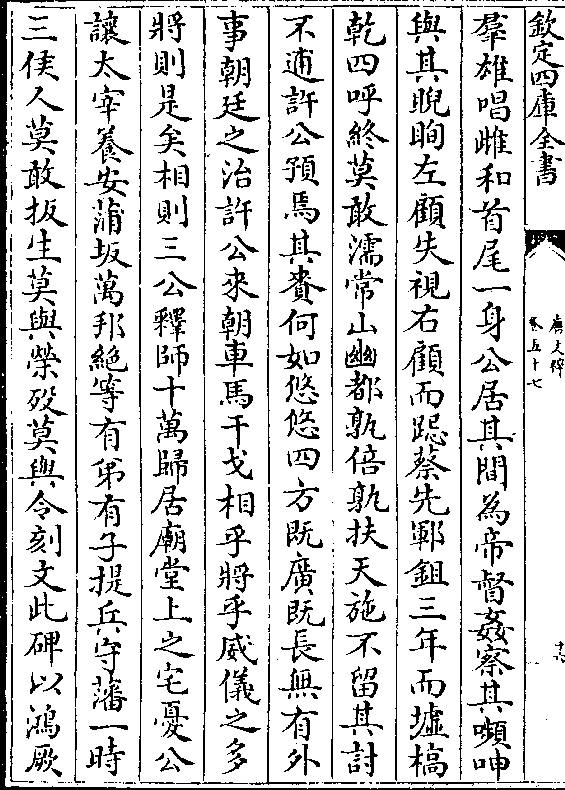 欽定四庫全書
唐文粹
卷五十七
十六
羣雄唱雌和首尾一身公居其間為帝督姦察其嚬呻
與其睨眗左顧失視右顧而跽蔡先鄆鉏三年而墟槁
乾四呼終莫敢濡常山幽都孰倍孰扶天施不留其討
不逋許公預焉其賚何如悠悠四方既廣既長無有外
事朝廷之治許公來朝車馬干戈相乎將乎威儀之多
將則是矣相則三公釋師十萬歸居廟堂上之宅憂公
讓太宰養安蒲坂萬邦絶等有弟有子提兵守藩一時
三侯人莫敢扳生莫與榮殁莫與令刻文此碑以鴻厥